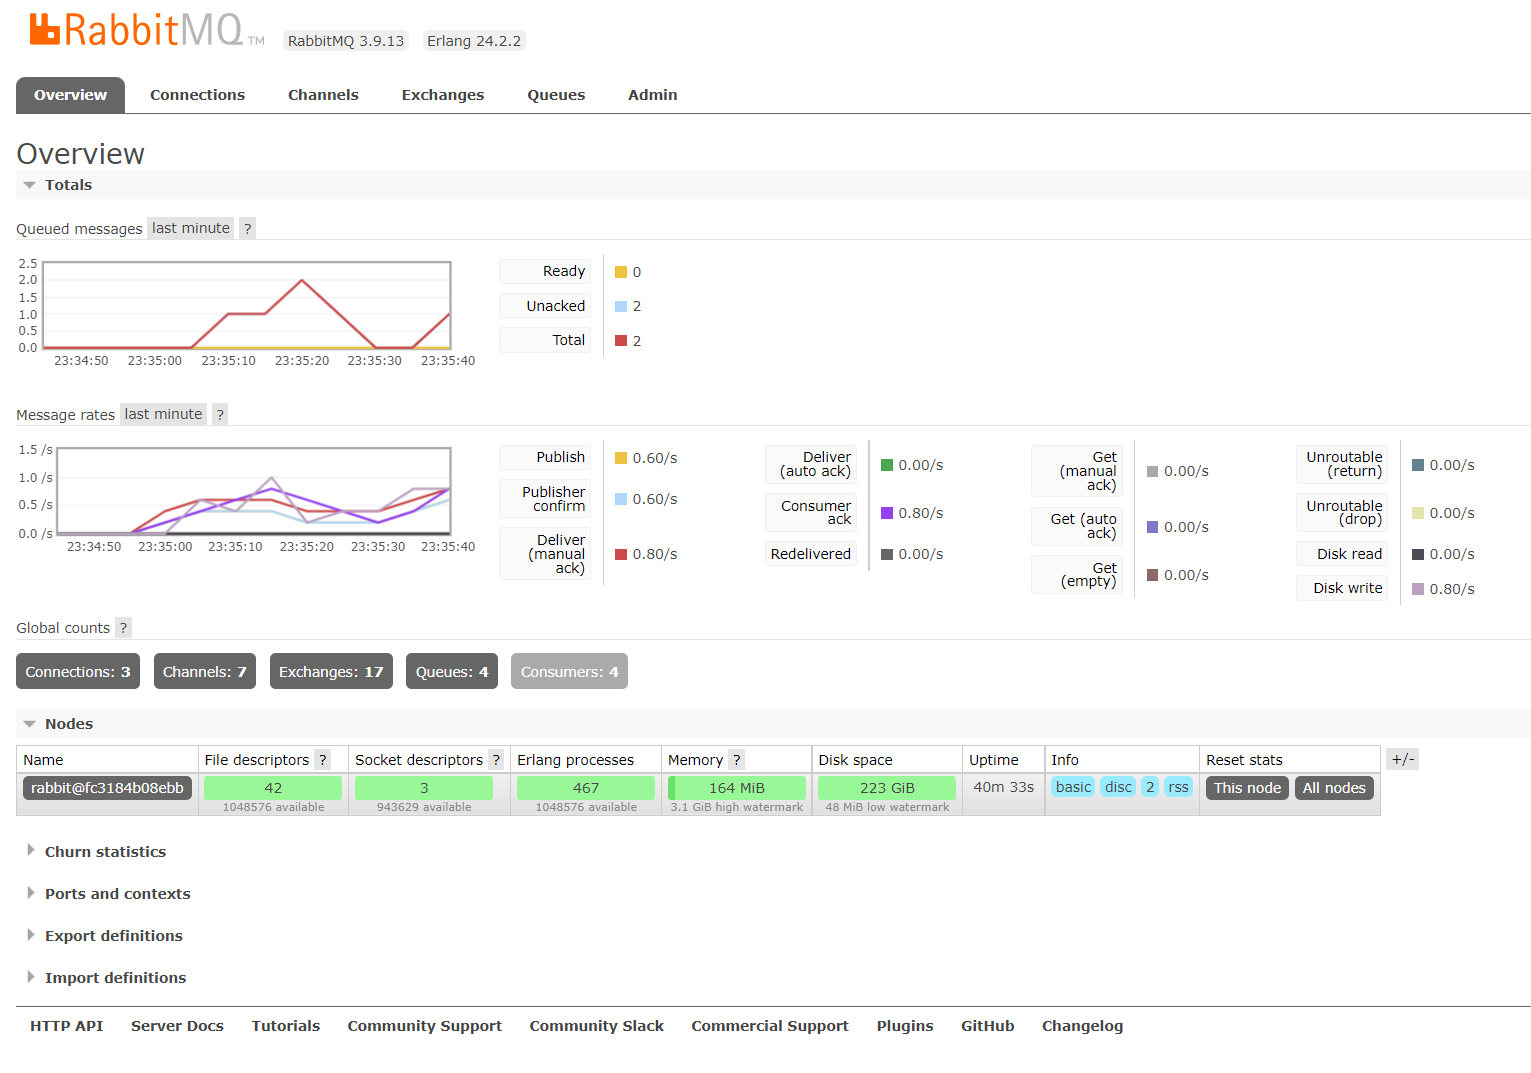 RabbitMQ TM RabbitMQ 3.9.13 Erlang 24.2.2
Overview Connections Channels Exchanges Queues Admin
Overview
Totals
Queued messages last minute ?
2.5
2.0
1.5
1.0
0.5
0.0
23:34:50 23:35:00 23:35:10 23:35:20 23:35:30 23:35:40
Ready 0
Unacked 2
Total 2
Message rates last minute ?
1.5 /s
1.0 /s
0.5 /s
0.0 /s
23:34:50 23:35:00 23:35:10 23:35:20 23:35:30 23:35:40
Publish 0.60/s
Publisher
confirm 0.60/s
Deliver
(manual
ack) 0.80/s
Deliver
(auto ack) 0.00/s
Consumer
ack 0.80/s
Redelivered 0.00/s
Get
(manual
ack) 0.00/s
Get (auto
ack) 0.00/s
Get
(empty) 0.00/s
Unroutable
(return) 0.00/s
Unroutable
(drop) 0.00/s
Disk read 0.00/s
Disk write 0.80/s
Global counts ?
Connections: 3 Channels: 7 Exchanges: 17 Queues: 4 Consumers: 4
Nodes
Name File descriptors ? Socket descriptors ? Erlang processes Memory ? Disk space Uptime Info Reset stats +/-
rabbit@fc3184b08ebb 42 3 467 164 MiB 223 GiB 40m 33s basic disc 2 rss This node All nodes
1048576 available 943629 available 1048576 available 3.1 GiB high watermark 48 MiB low watermark
Churn statistics
Ports and contexts
Export definitions
Import definitions
HTTP API Server Docs Tutorials Community Support Community Slack Commercial Support Plugins GitHub Changelog